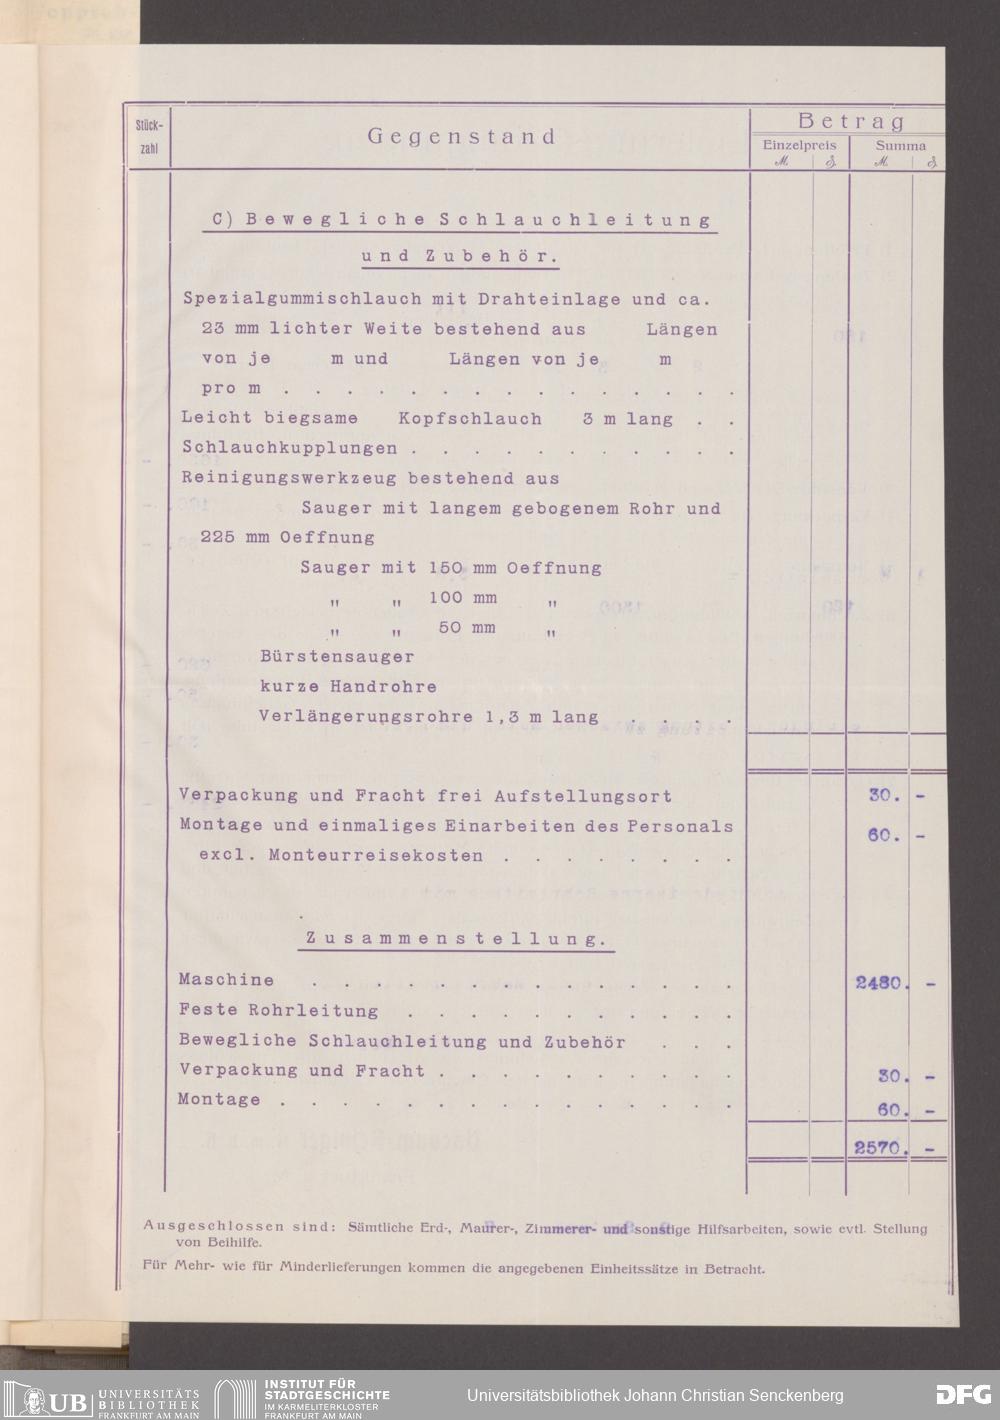 Stück-
zahl
Gegenstand
Betrag
Einzelpreis
Summa
M. ₰.
M. ₰.
C) Bewegliche Schlauchleitung
und Zubehör.
Spezialgummischlauch mit Drahteinlage und ca.
23 mm lichter Weite bestehend aus Längen
von je m und Längen von je m
pro m . . . . . . . . . . . . . . .
Leicht biegsame Kopfschlauch 3 m lang . .
Schlauchkupplungen . . . . . . . . . . .
Reinigungswerkzeug bestehend aus
Sauger mit langem gebogenem Rohr und
225 mm Oeffnung
Sauger mit 150 mm Oeffnung
" " 100 mm "
" " 50 mm "
Bürstensauger
kurze Handrohre
Verlängerungsrohre 1,3 m lang . . . .
Verpackung und Fracht frei Aufstellungsort 30. -
Montage und einmaliges Einarbeiten des Personals 60. -
excl. Monteurreisekosten . . . . . . . .
Zusammenstellung.
Maschine . . . . . . . . . . . . . . 2480. -
Feste Rohrleitung . . . . . . . . . . .
Bewegliche Schlauchleitung und Zubehör . . .
Verpackung und Fracht . . . . . . . . . . 30. -
Montage . . . . . . . . . . . . . . . 60. -
2570. -
Ausgeschlossen sind: Sämtliche Erd-, Maurer-, Zimmerer- und sonstige Hilfsarbeiten, sowie evtl. Stellung
von Beihilfe.
Für Mehr- wie für Minderlieferungen kommen die angegebenen Einheitssätze in Betracht.
UB UNIVERSITÄTS
BIBLIOTHEK
FRANKFURT AM MAIN
INSTITUT FÜR
STADTGESCHICHTE
IM KARMELITERKLOSTER
FRANKFURT AM MAIN
Universitätsbibliothek Johann Christian Senckenberg
DFG